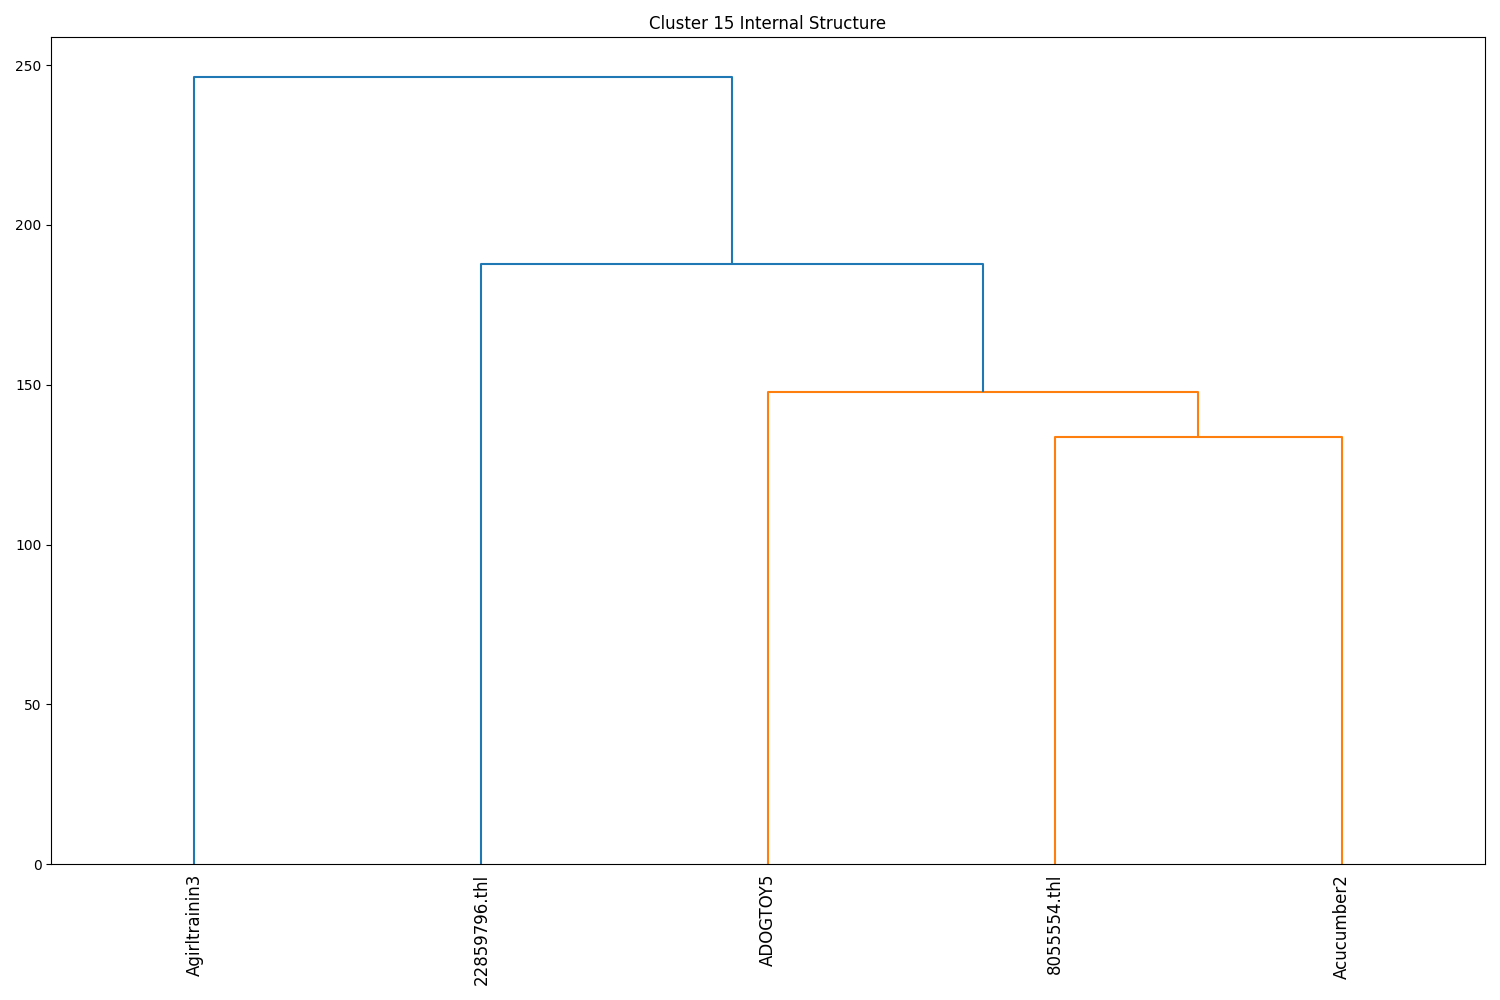 Cluster 15 Internal Structure
250
200
150
100
50
0
Agirltrainin3
22859796.thl
ADOGTOY5
8055554.thl
Acucumber2